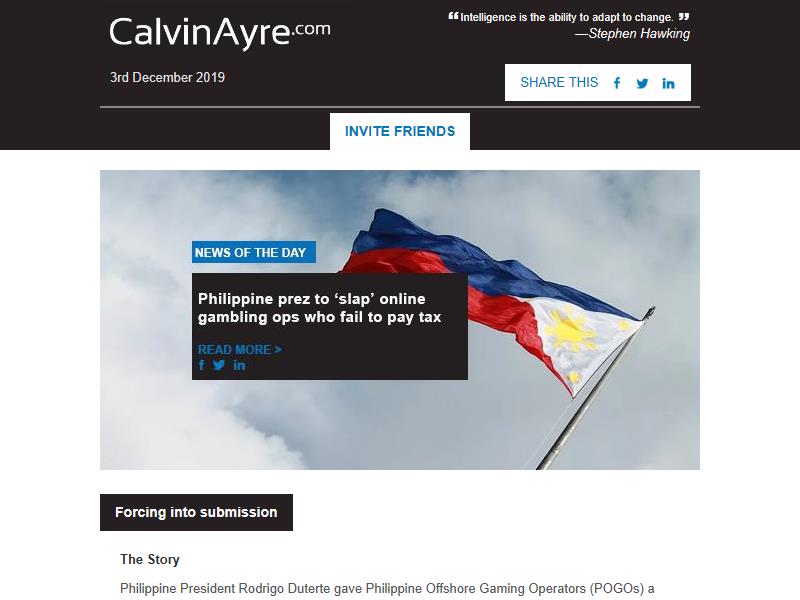 CalvinAyre.com
❝Intelligence is the ability to adapt to change. ❞
—Stephen Hawking
3rd December 2019
SHARE THIS
INVITE FRIENDS
NEWS OF THE DAY
Philippine prez to ‘slap’ online
gambling ops who fail to pay tax
READ MORE >
Forcing into submission
The Story
Philippine President Rodrigo Duterte gave Philippine Offshore Gaming Operators (POGOs) a